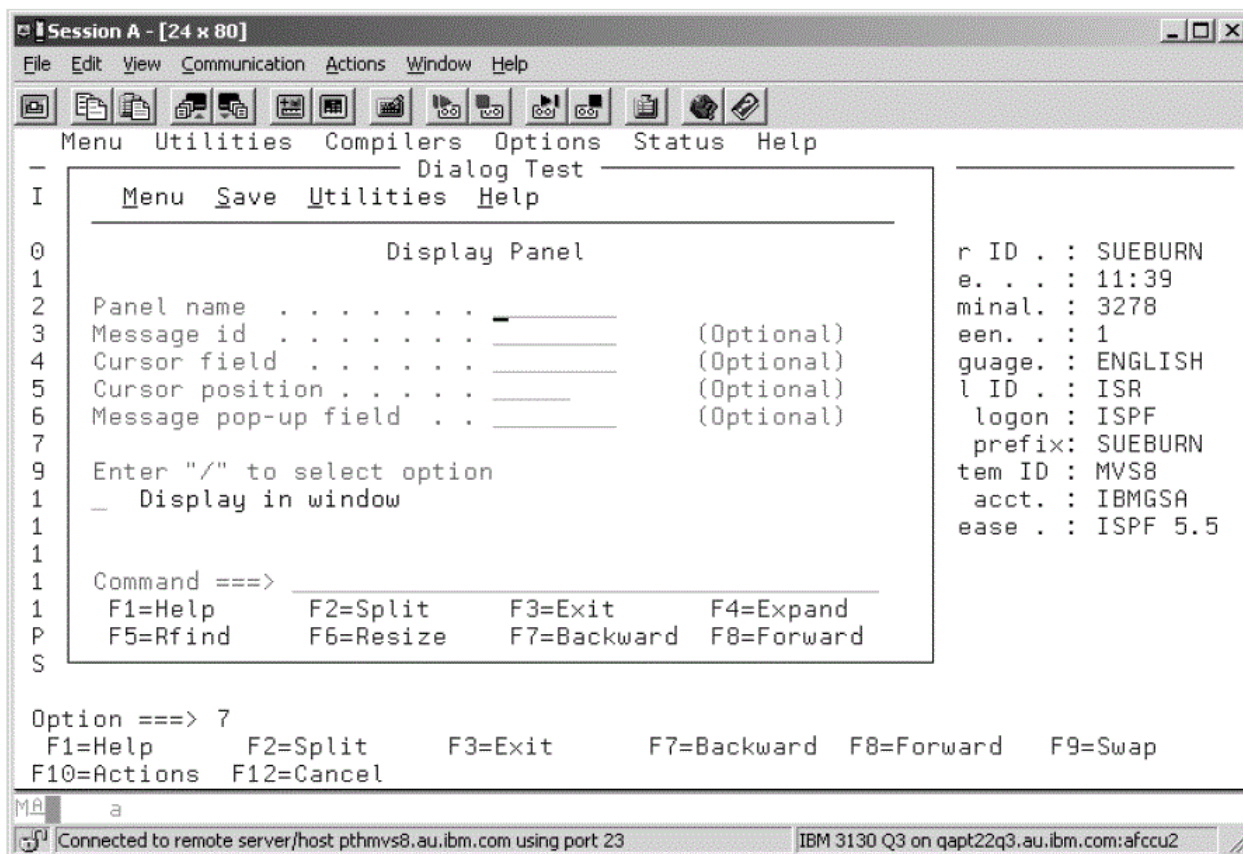 Session A - [24 x 80]
File Edit View Communication Actions Window Help
Menu Utilities Compilers Options Status Help
Dialog Test
I Menu Save Utilities Help
0 Display Panel r ID . : SUEBURN
1 e. . . : 11:39
2 Panel name . . . . . . . minal. : 3278
3 Message id . . . . . . . (Optional) een. . : 1
4 Cursor field . . . . . . (Optional) guage. : ENGLISH
5 Cursor position . . . . . (Optional) l ID . : ISR
6 Message pop-up field . . (Optional) logon : ISPF
7 prefix: SUEBURN
9 Enter "/" to select option tem ID : MVS8
1 _ Display in window acct. : IBMGSA
1 ease . : ISPF 5.5
1
1 Command ===>
1 F1=Help F2=Split F3=Exit F4=Expand
P F5=Rfind F6=Resize F7=Backward F8=Forward
S
Option ===> 7
F1=Help F2=Split F3=Exit F7=Backward F8=Forward F9=Swap
F10=Actions F12=Cancel
MA a
Connected to remote server/host pthmvs8.au.ibm.com using port 23 IBM 3130 Q3 on qapt22q3.au.ibm.com:afccu2